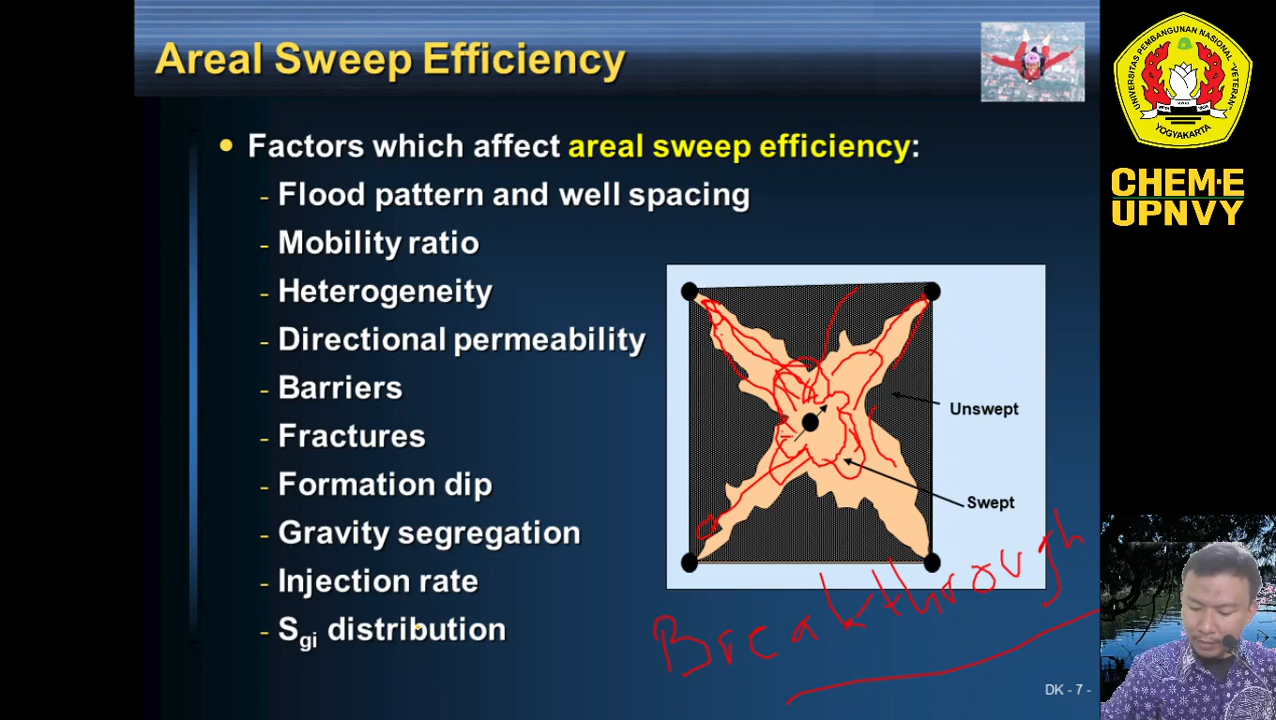 Areal Sweep Efficiency
• Factors which affect areal sweep efficiency:
- Flood pattern and well spacing
- Mobility ratio
- Heterogeneity
- Directional permeability
- Barriers
- Fractures
- Formation dip
- Gravity segregation
- Injection rate
- Sgi distribution
Unswept
Swept
Breakthrough
DK - 7 -
UNIVERSITAS PEMBANGUNAN NASIONAL "VETERAN"
YOGYAKARTA
CHEM·E
UPNVY